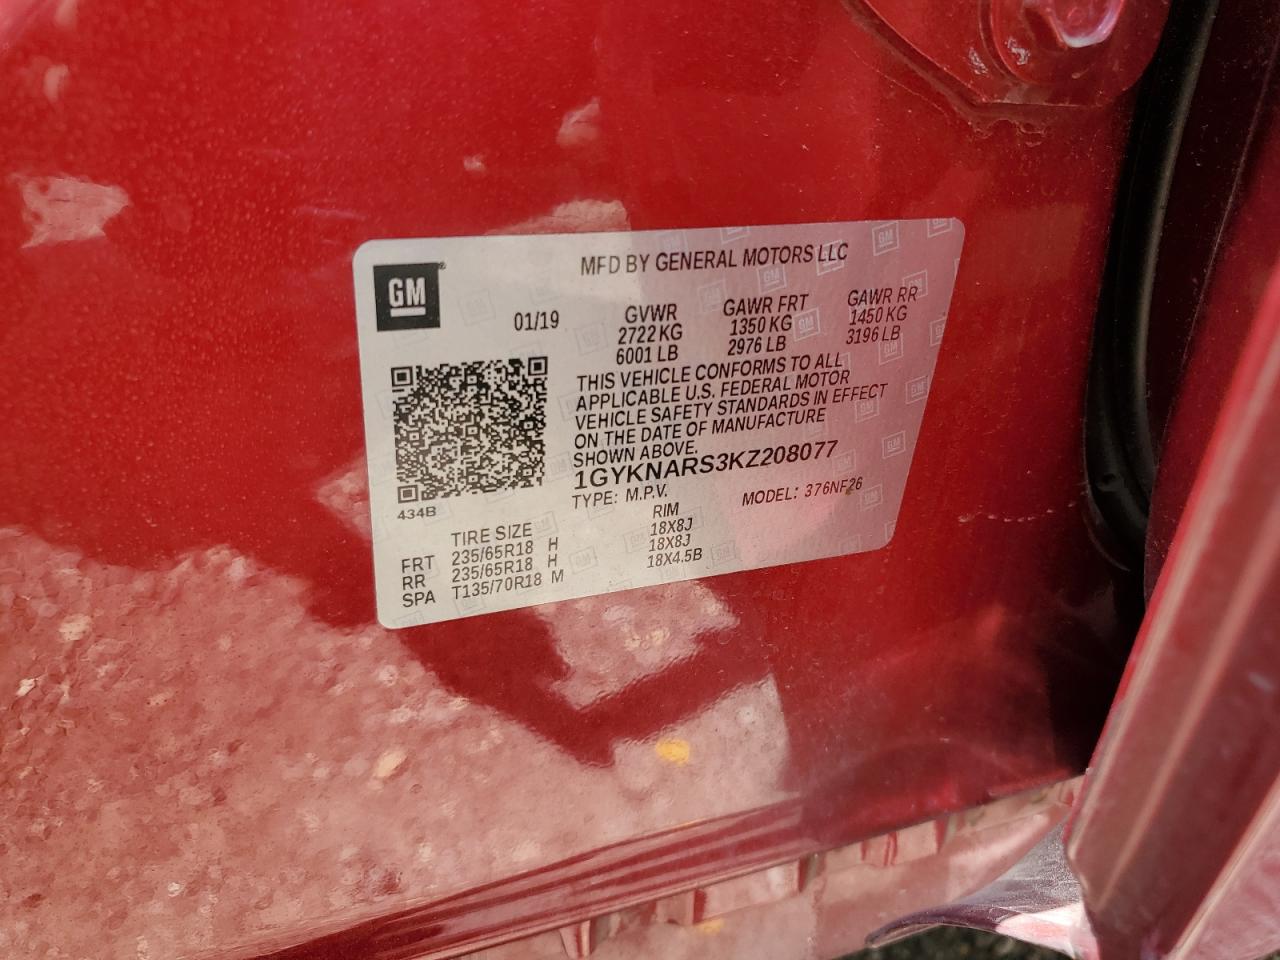 MFD BY GENERAL MOTORS LLC
GM
01/19
GVWR GAWR FRT GAWR RR
2722 KG 1350 KG 1450 KG
6001 LB 2976 LB 3196 LB
THIS VEHICLE CONFORMS TO ALL
APPLICABLE U.S. FEDERAL MOTOR
VEHICLE SAFETY STANDARDS IN EFFECT
ON THE DATE OF MANUFACTURE
SHOWN ABOVE.
1GYKNARS3KZ208077
TYPE: M.P.V. MODEL: 376NF26
434B
TIRE SIZE RIM
FRT 235/65R18 H 18X8J
RR 235/65R18 H 18X8J
SPA T135/70R18 M 18X4.5B